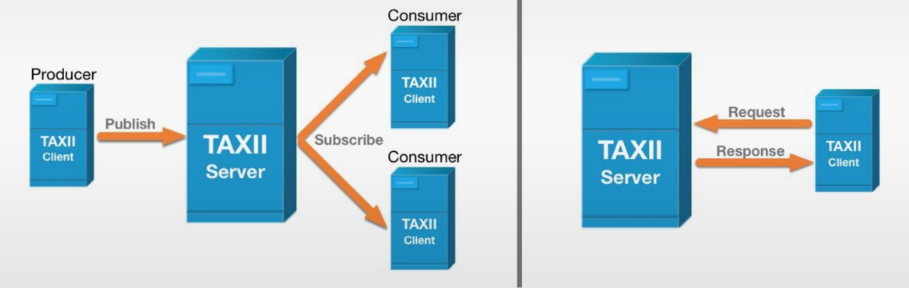 Producer
TAXII
Client
Publish
TAXII
Server
Subscribe
Consumer
TAXII
Client
Consumer
TAXII
Client
TAXII
Server
Request
Response
TAXII
Client